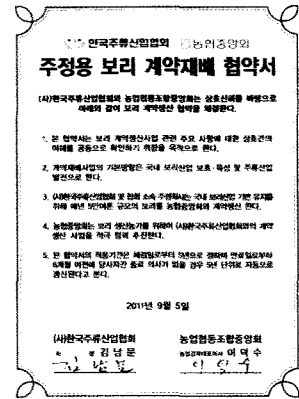 한국주류산업협회 농협중앙회
주정용 보리 계약재배 협약서
(사)한국주류산업협회와 농업협동조합중앙회는 상호신뢰를 바탕으로
아래와 같이 보리 계약생산 협약을 체결한다.
1. 본 협약서는 보리 계약생산사업 관련 주요 사항에 대한 상호간의
이해를 공동으로 확인하기 위함을 목적으로 한다.
2. 계약재배사업의 기본방향은 국내 보리산업 보호·육성 및 주류산업
발전으로 한다.
3. (사)한국주류산업협회 및 협회 소속 주정회사는 국내 보리산업 기반 유지를
위해 매년 5만여톤 규모의 보리를 농협중앙회와 계약생산 한다.
4. 농협중앙회는 보리 생산농가를 위하여 (사)한국주류산업협회와의 계약
생산 사업을 적극 협력 추진한다.
5. 본 협약서의 적용기간은 체결일로부터 5년으로 정하며 만료일로부터
6개월 이전에 당사자간 종료 의사가 없을 경우 5년 단위로 자동으로
갱신된다고 본다.
2011년 9월 5일
(사)한국주류산업협회 농업협동조합중앙회
회 장 김남문 농업경제대표이사 이덕수
김남문 이덕수